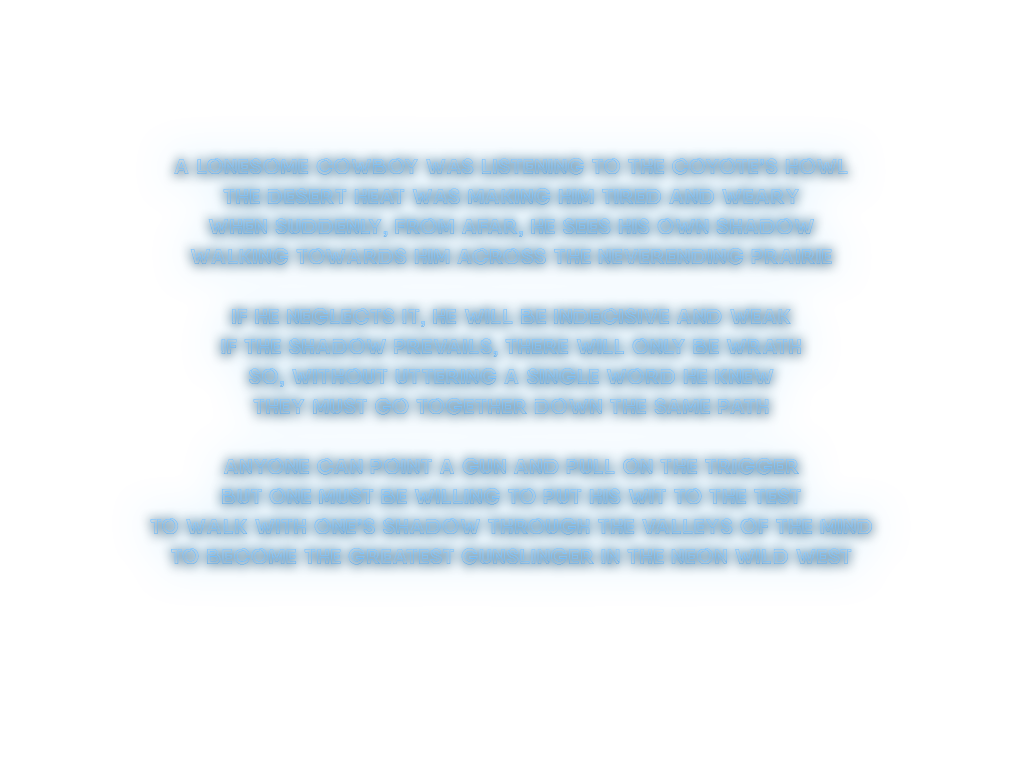 A LONESOME COWBOY WAS LISTENING TO THE COYOTE'S HOWL
THE DESERT HEAT WAS MAKING HIM TIRED AND WEARY
WHEN SUDDENLY, FROM AFAR, HE SEES HIS OWN SHADOW
WALKING TOWARDS HIM ACROSS THE NEVERENDING PRAIRIE
IF HE NEGLECTS IT, HE WILL BE INDECISIVE AND WEAK
IF THE SHADOW PREVAILS, THERE WILL ONLY BE WRATH
SO, WITHOUT UTTERING A SINGLE WORD HE KNEW
THEY MUST GO TOGETHER DOWN THE SAME PATH
ANYONE CAN POINT A GUN AND PULL ON THE TRIGGER
BUT ONE MUST BE WILLING TO PUT HIS WIT TO THE TEST
TO WALK WITH ONE'S SHADOW THROUGH THE VALLEYS OF THE MIND
TO BECOME THE GREATEST GUNSLINGER IN THE NEON WILD WEST